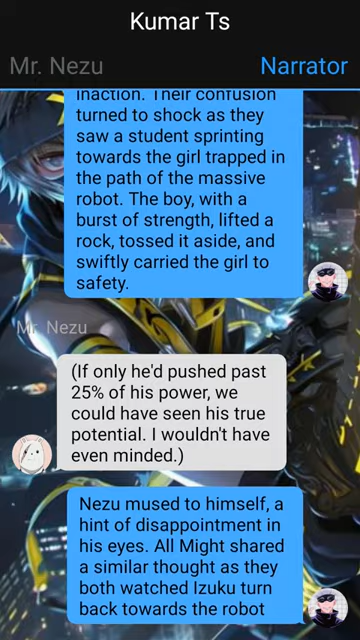 Kumar Ts
Mr. Nezu
Narrator
inaction. Their confusion
turned to shock as they
saw a student sprinting
towards the girl trapped in
the path of the massive
robot. The boy, with a
burst of strength, lifted a
rock, tossed it aside, and
swiftly carried the girl to
safety.
Mr. Nezu
(If only he'd pushed past
25% of his power, we
could have seen his true
potential. I wouldn't have
even minded.)
Nezu mused to himself, a
hint of disappointment in
his eyes. All Might shared
a similar thought as they
both watched Izuku turn
back towards the robot